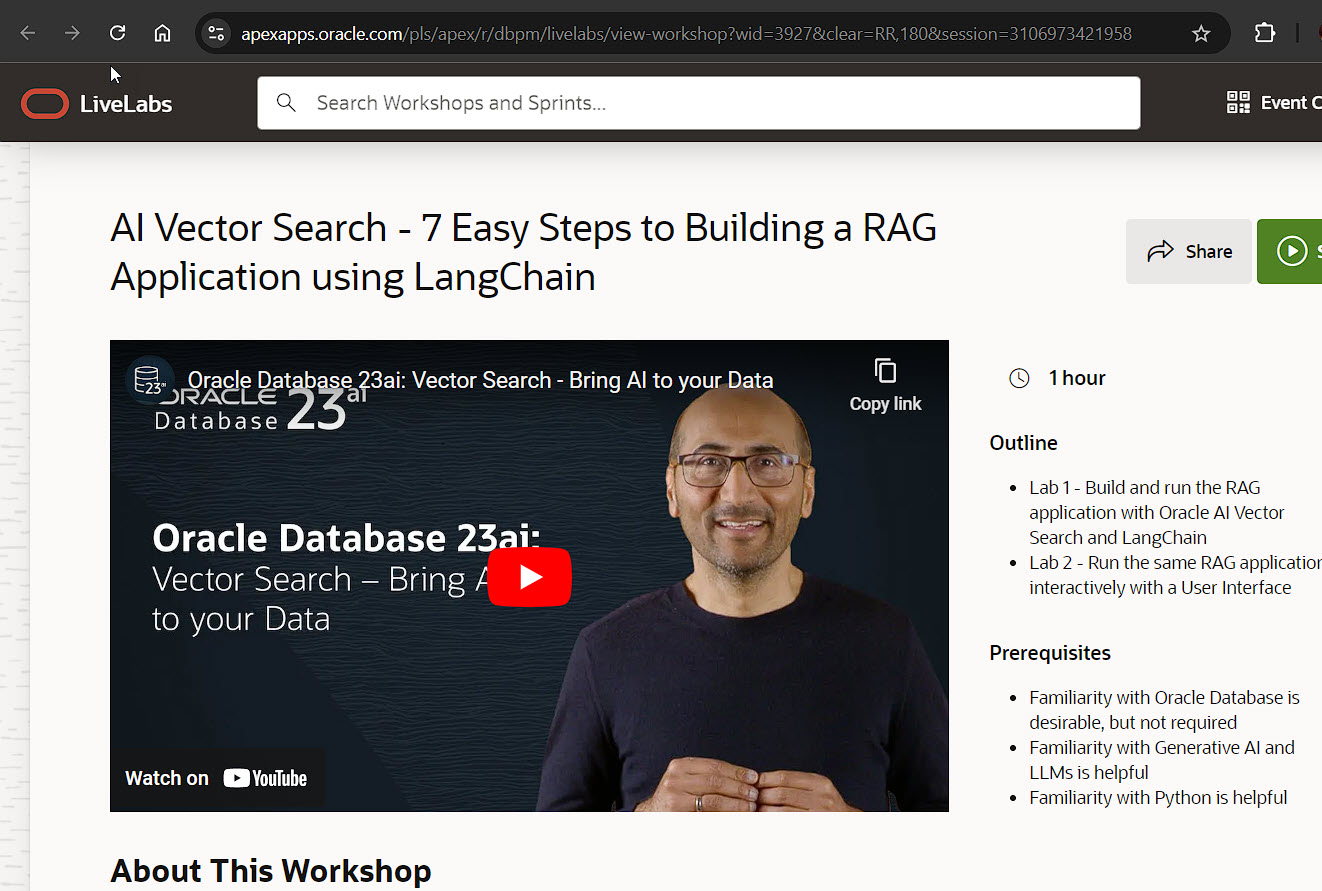 apexapps.oracle.com/pls/apex/r/dbpm/livelabs/view-workshop?wid=3927&clear=RR,180&session=3106973421958
LiveLabs
Search Workshops and Sprints...
Event C
AI Vector Search - 7 Easy Steps to Building a RAG
Application using LangChain
Share
S
Oracle Database 23ai: Vector Search - Bring AI to your Data
23
ORACLE
Database 23ai
Copy link
Oracle Database 23ai:
Vector Search – Bring A
to your Data
Watch on YouTube
1 hour
Outline
• Lab 1 - Build and run the RAG
application with Oracle AI Vector
Search and LangChain
• Lab 2 - Run the same RAG application
interactively with a User Interface
Prerequisites
• Familiarity with Oracle Database is
desirable, but not required
• Familiarity with Generative AI and
LLMs is helpful
• Familiarity with Python is helpful
About This Workshop